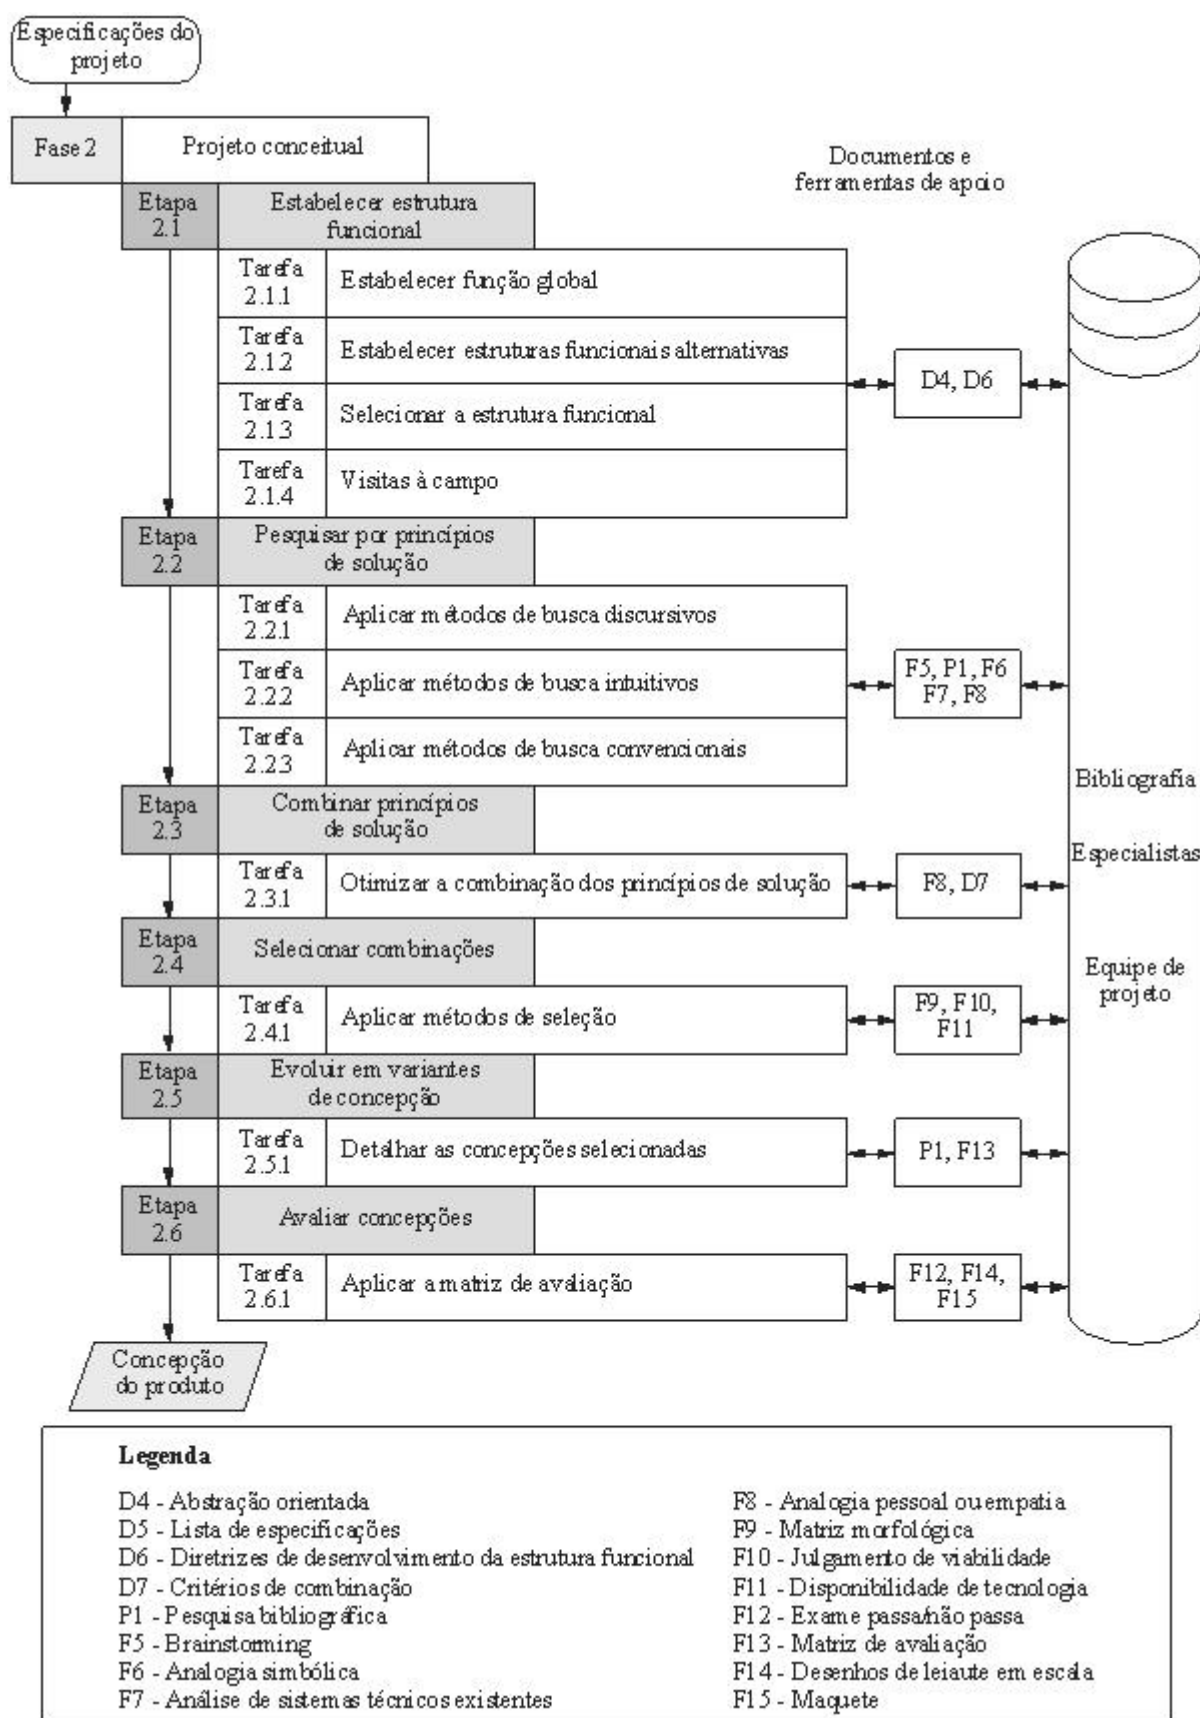 Especificações do
projeto
Fase 2
Projeto conceitual
Documentos e
ferramentas de apoio
Etapa
2.1
Estabelecer estrutura
funcional
Tarefa
2.1.1
Estabelecer função global
Tarefa
2.1.2
Estabelecer estruturas funcionais alternativas
Tarefa
2.1.3
Selecionar a estrutura funcional
Tarefa
2.1.4
Visitas à campo
D4, D6
Etapa
2.2
Pesquisar por princípios
de solução
Tarefa
2.2.1
Aplicar métodos de busca discursivos
Tarefa
2.2.2
Aplicar métodos de busca intuitivos
Tarefa
2.2.3
Aplicar métodos de busca convencionais
F5, P1, F6
F7, F8
Etapa
2.3
Combinar princípios
de solução
Tarefa
2.3.1
Otimizar a combinação dos princípios de solução
F8, D7
Etapa
2.4
Selecionar combinações
Tarefa
2.4.1
Aplicar métodos de seleção
F9, F10,
F11
Etapa
2.5
Evoluir em variantes
de concepção
Tarefa
2.5.1
Detalhar as concepções selecionadas
P1, F13
Etapa
2.6
Avaliar concepções
Tarefa
2.6.1
Aplicar a matriz de avaliação
F12, F14,
F15
Bibliografia
Especialistas
Equipe de
projeto
Concepção
do produto
Legenda
D4 - Abstração orientada
D5 - Lista de especificações
D6 - Diretrizes de desenvolvimento da estrutura funcional
D7 - Critérios de combinação
P1 - Pesquisa bibliográfica
F5 - Brainstorming
F6 - Analogia simbólica
F7 - Análise de sistemas técnicos existentes
F8 - Analogia pessoal ou empatia
F9 - Matriz morfológica
F10 - Julgamento de viabilidade
F11 - Disponibilidade de tecnologia
F12 - Exame passa/não passa
F13 - Matriz de avaliação
F14 - Desenhos de leiaute em escala
F15 - Maquete